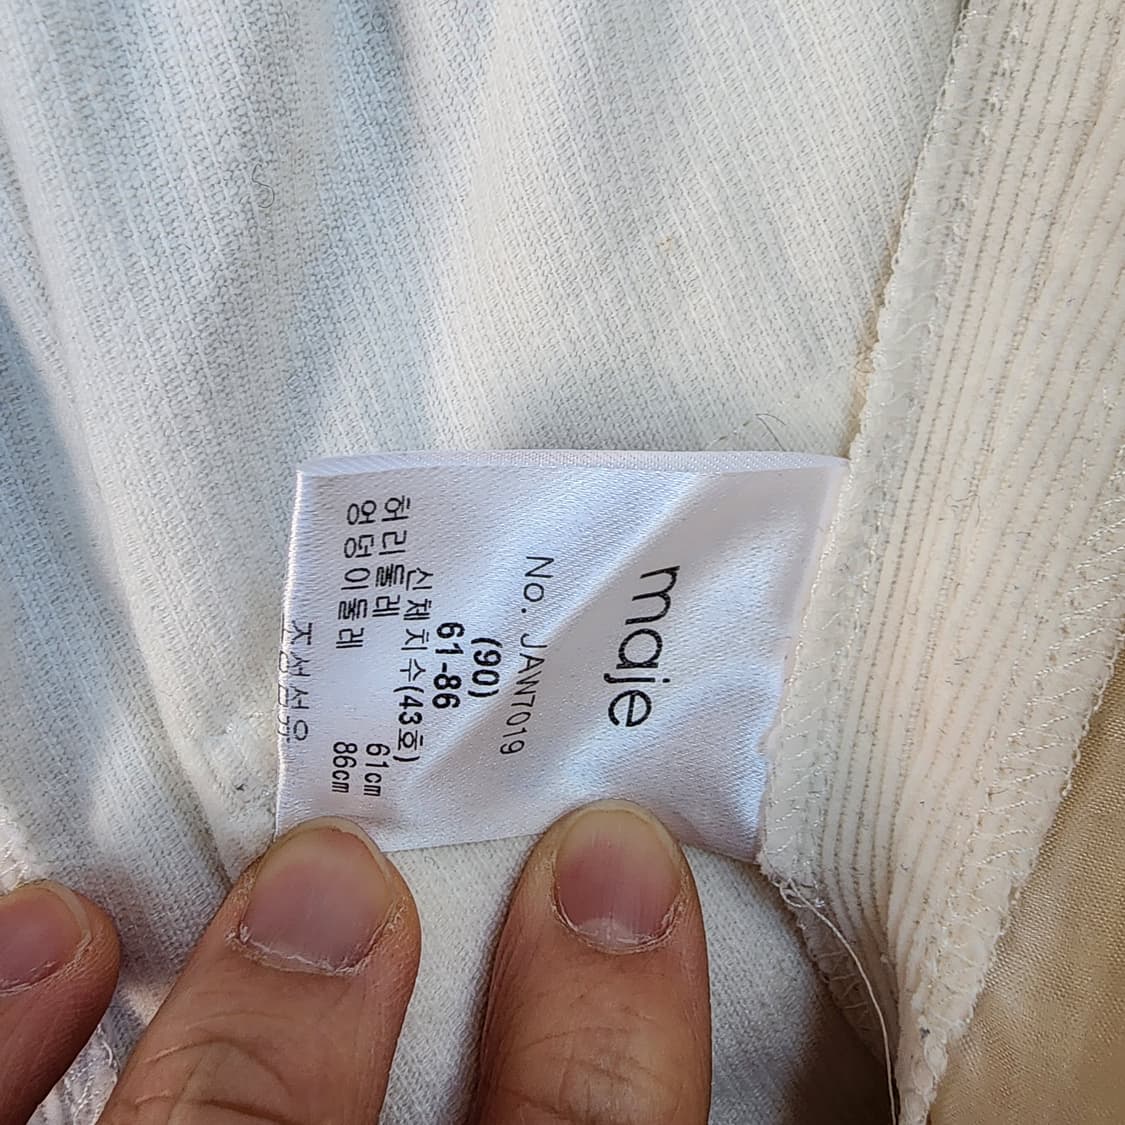 maje
No. JAW7019
(90)
61-86
신체치수(43호)
허리둘레 61cm
엉덩이둘레 86cm